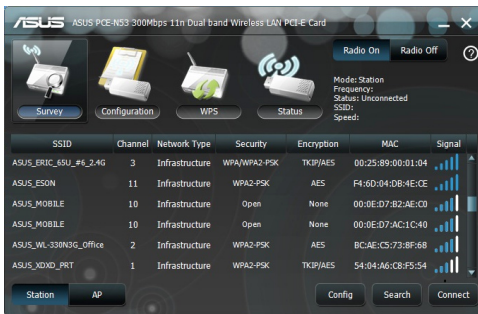 ASUS ASUS PCE-N53 300Mbps 11n Dual band Wireless LAN PCI-E Card
Radio On Radio Off
?
Mode: Station
Frequency:
Status: Unconnected
SSID:
Speed:
Survey Configuration WPS Status
SSID Channel Network Type Security Encryption MAC Signal
ASUS_ERIC_65U_#6_2.4G 3 Infrastructure WPA/WPA2-PSK TKIP/AES 00:25:89:00:01:04
ASUS_ESON 11 Infrastructure WPA2-PSK AES F4:6D:04:DB:4E:CE
ASUS_MOBILE 10 Infrastructure Open None 00:0E:D7:B2:AE:C0
ASUS_MOBILE 10 Infrastructure Open None 00:0E:D7:AC:1C:40
ASUS_WL-330N3G_Office 2 Infrastructure WPA2-PSK AES BC:AE:C5:73:8F:68
ASUS_XDXD_PRT 1 Infrastructure WPA2-PSK TKIP/AES 54:04:A6:C8:F5:54
Station AP Config Search Connect